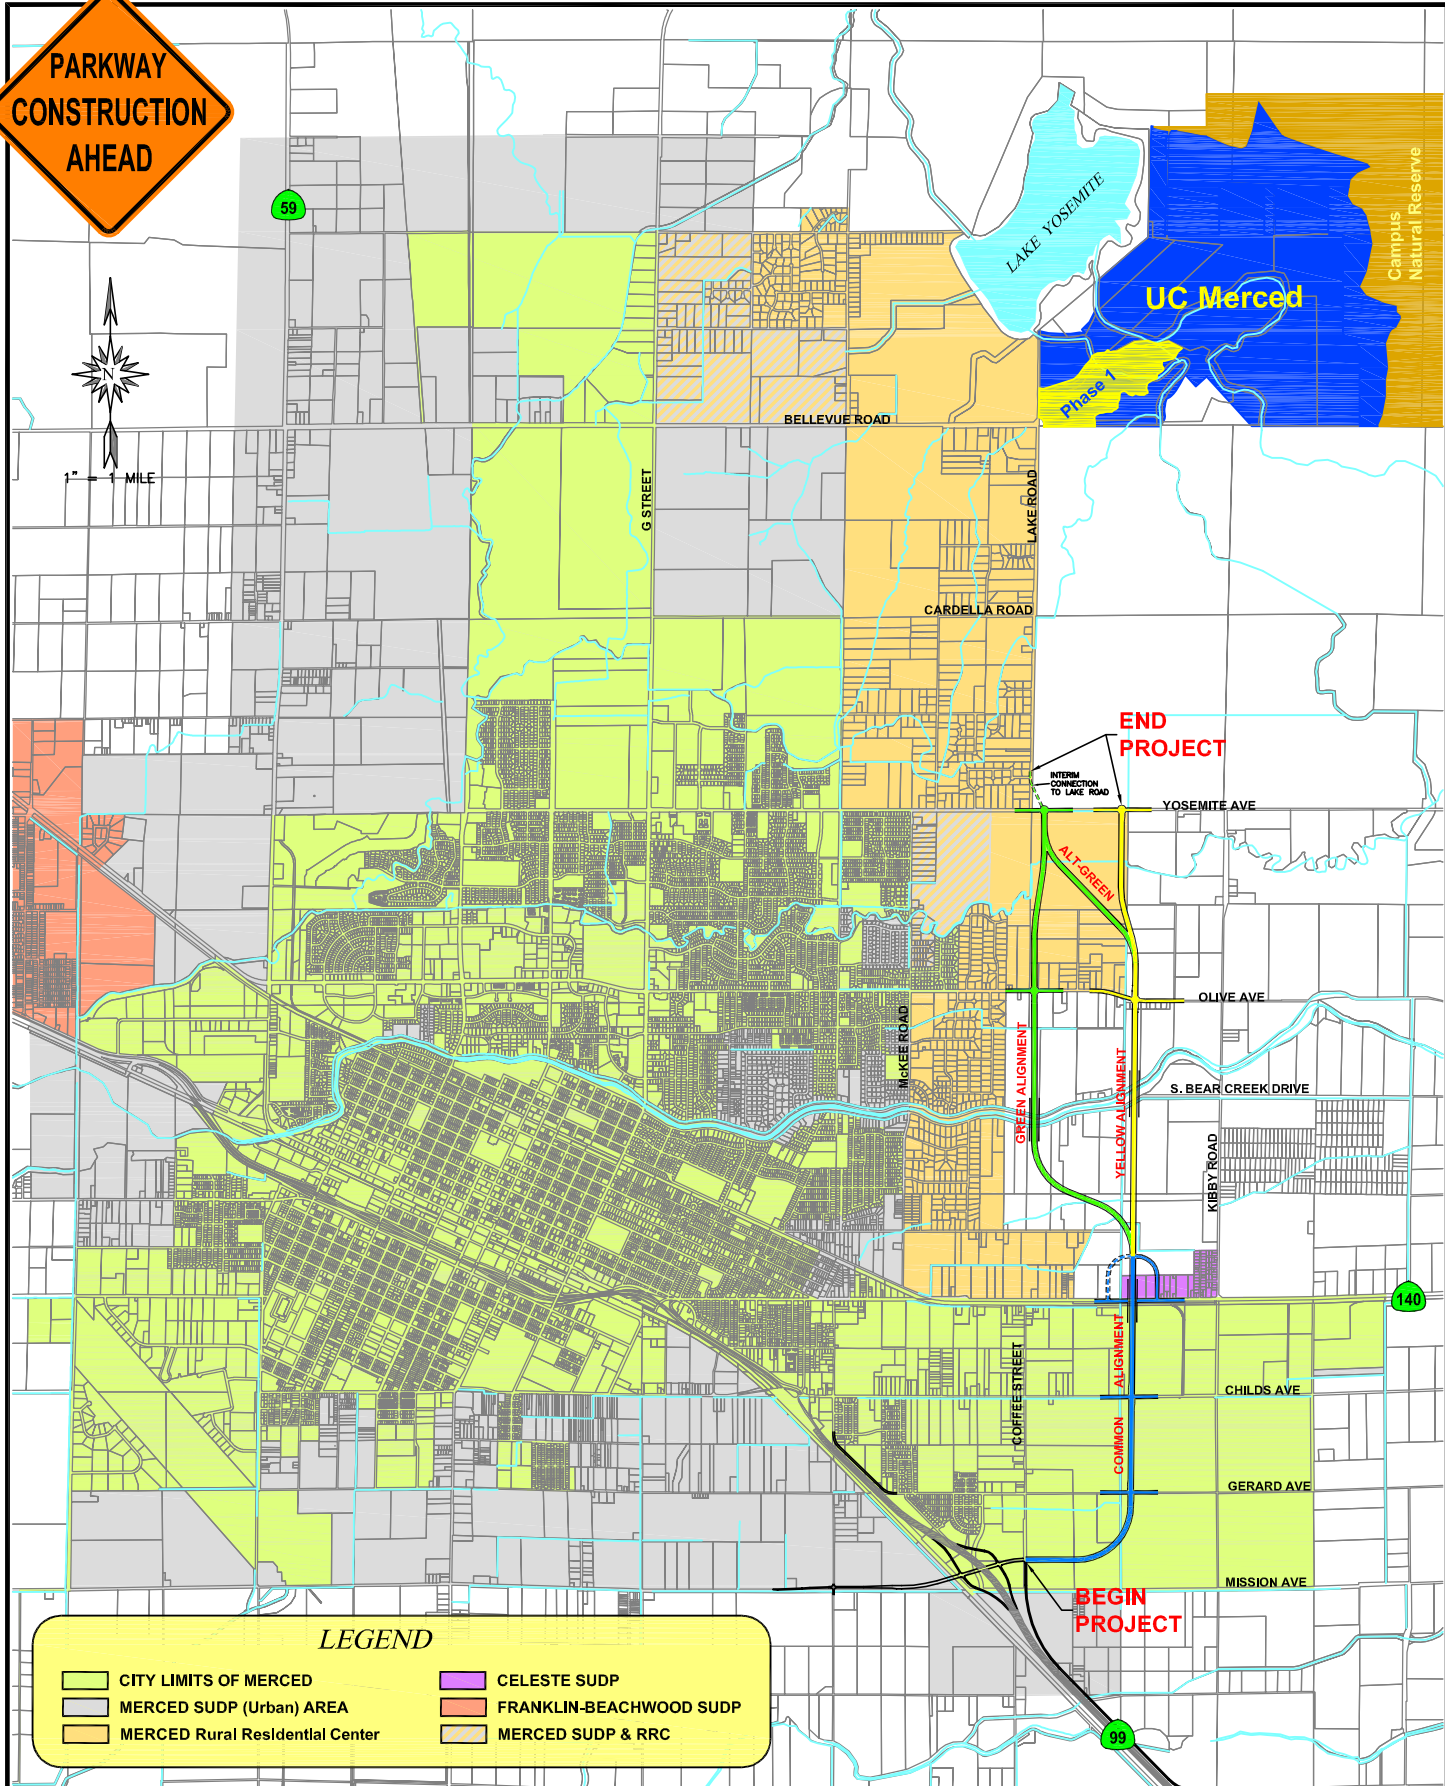 PARKWAY
CONSTRUCTION
AHEAD
59
LAKE YOSEMITE
UC Merced
Campus
Natural Reserve
Phase 1
N
1" = 1 MILE
BELLEVUE ROAD
G STREET
LAKE ROAD
CARDELLA ROAD
END
PROJECT
INTERIM
CONNECTION
TO LAKE ROAD
YOSEMITE AVE
ALT-GREEN
OLIVE AVE
McKEE ROAD
GREEN ALIGNMENT
YELLOW ALIGNMENT
S. BEAR CREEK DRIVE
KIBBY ROAD
140
COFFEE STREET
COMMON ALIGNMENT
CHILDS AVE
GERARD AVE
MISSION AVE
BEGIN
PROJECT
99
LEGEND
CITY LIMITS OF MERCED
MERCED SUDP (Urban) AREA
MERCED Rural Residential Center
CELESTE SUDP
FRANKLIN-BEACHWOOD SUDP
MERCED SUDP & RRC